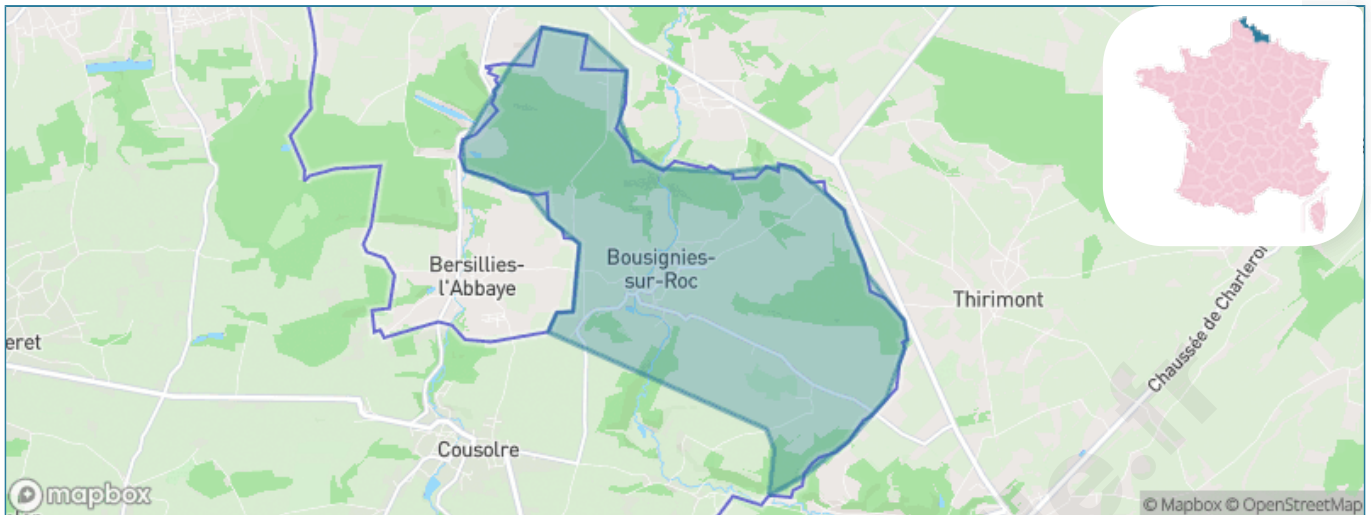 Bersillies-
l'Abbaye
Bousignies-
sur-Roc
Thirimont
Chaussée de Charleroi
eret
Cousolre
mapbox
© Mapbox © OpenStreetMap